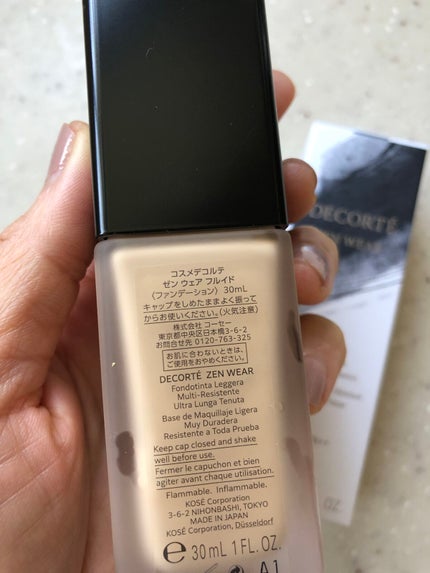 コスメデコルテ
ゼン ウェア フルイド
〈ファンデーション〉 30mL
キャップをしめたままよく振って
からお使いください。〈火気注意〉
株式会社 コーセー
東京都中央区日本橋3-6-2
お問合せ先 0120-763-325
お肌に合わないときは、
ご使用をおやめください。
DECORTÉ ZEN WEAR
Fondotinta Leggera
Multi-Resistente
Ultra Lunga Tenuta
Base de Maquillaje Ligera
Muy Duradera
Resistente a Toda Prueba
Keep cap closed and shake
well before use.
Fermer le capuchon et bien
agiter avant chaque utilisation.
Flammable. Inflammable.
KOSÉ Corporation
3-6-2 NIHONBASHI, TOKYO
MADE IN JAPAN
KOSÉ Corporation, Düsseldorf
℮ 30mL 1 FL. OZ.
A1
DECORTÉ
ZEN WEAR